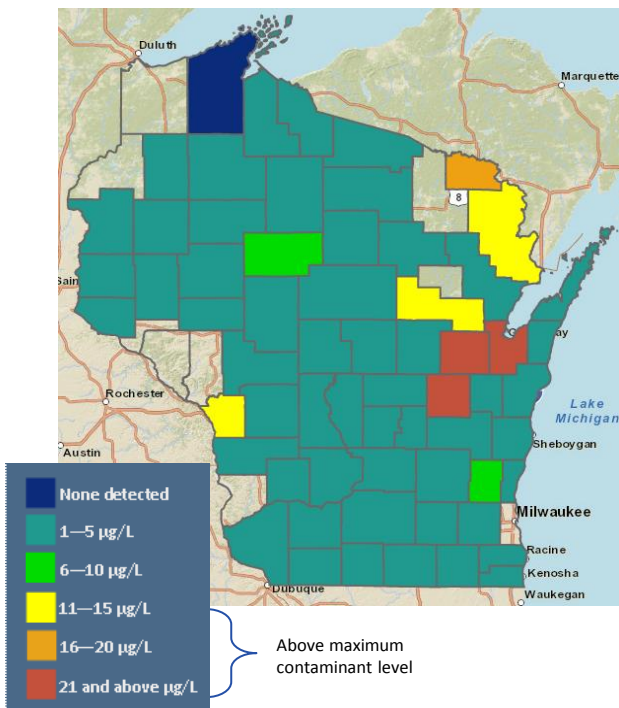 Duluth
Marquette
8
Sain
Rochester
Austin
Lake
Michigan
Sheboygan
Milwaukee
Racine
Kenosha
Waukegan
Dubuque
None detected
1—5 µg/L
6—10 µg/L
11—15 µg/L
16—20 µg/L
21 and above µg/L
Above maximum
contaminant level